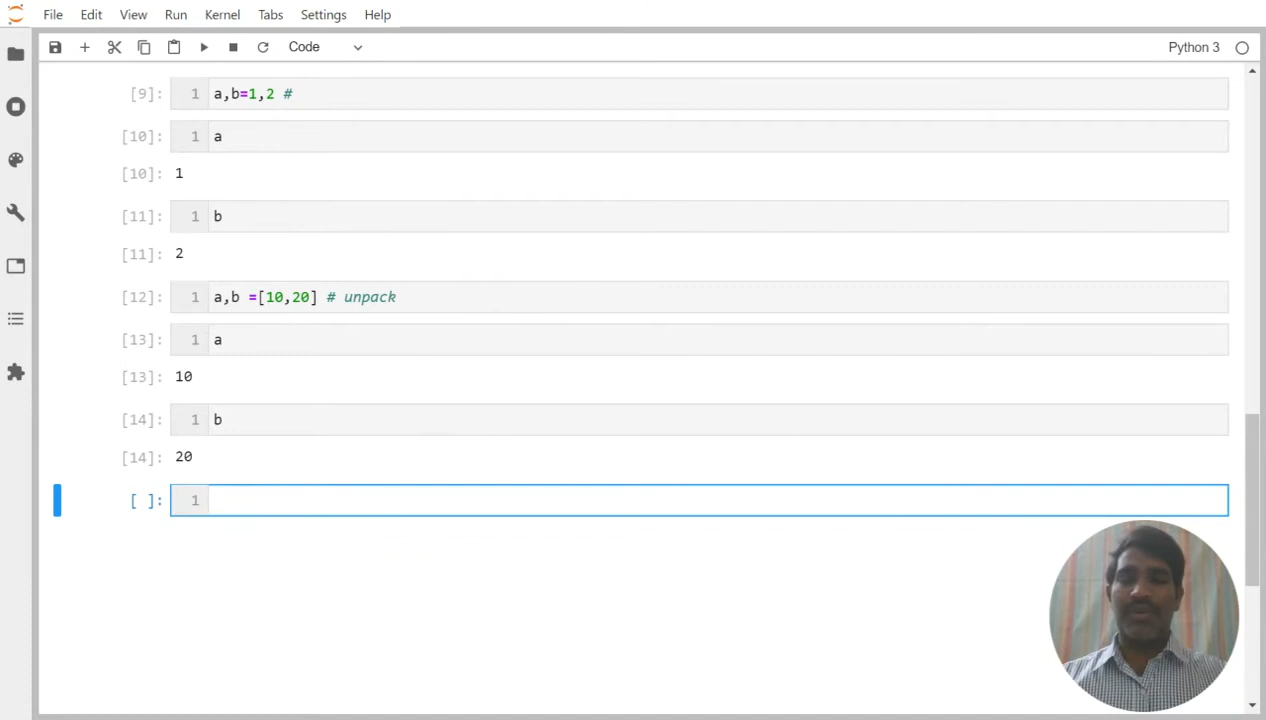 File Edit View Run Kernel Tabs Settings Help
Code Python 3
[9]: 1 a,b=1,2 #
[10]: 1 a
[10]: 1
[11]: 1 b
[11]: 2
[12]: 1 a,b =[10,20] # unpack
[13]: 1 a
[13]: 10
[14]: 1 b
[14]: 20
[ ]: 1